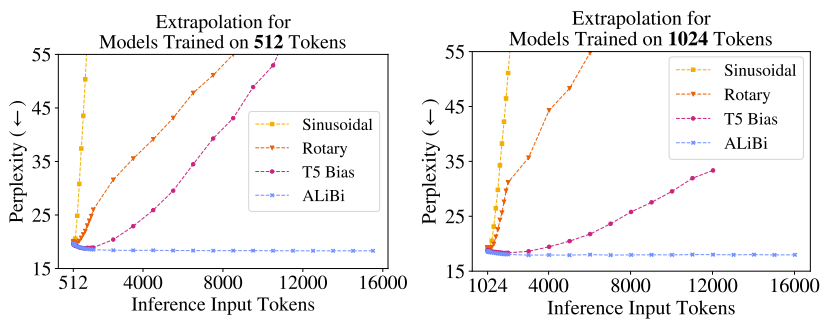 Extrapolation for
Models Trained on 512 Tokens
Perplexity (←)
55
45
35
25
15
Sinusoidal
Rotary
T5 Bias
ALiBi
512 4000 8000 12000 16000
Inference Input Tokens
Extrapolation for
Models Trained on 1024 Tokens
Perplexity (←)
55
45
35
25
15
Sinusoidal
Rotary
T5 Bias
ALiBi
1024 4000 8000 12000 16000
Inference Input Tokens